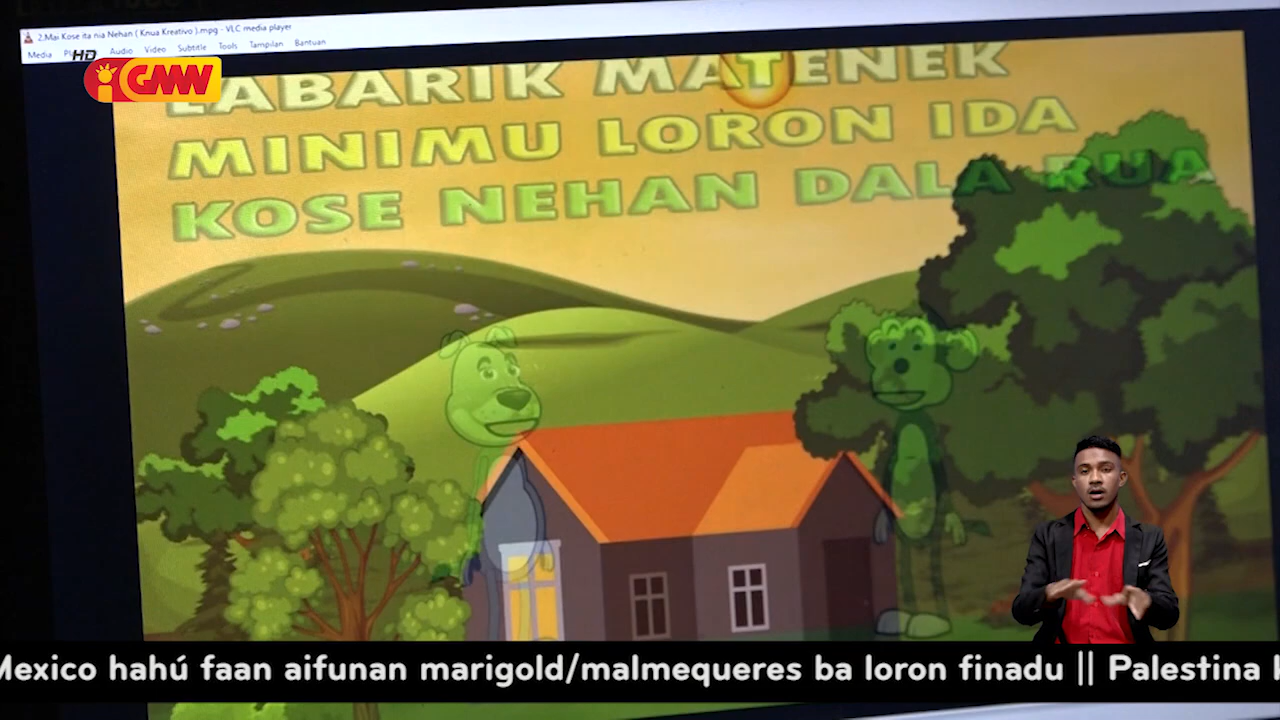 2.Mai Kose ita nia Nehan ( Knua Kreativo ).mpg - VLC media player
Media Audio Video Subtitle Tools Tampilan Bantuan
HD
GMN
LABARIK MATENEK
MINIMU LORON IDA
KOSE NEHAN DALA RUA
Mexico hahú faan aifunan marigold/malmequeres ba loron finadu || Palestina